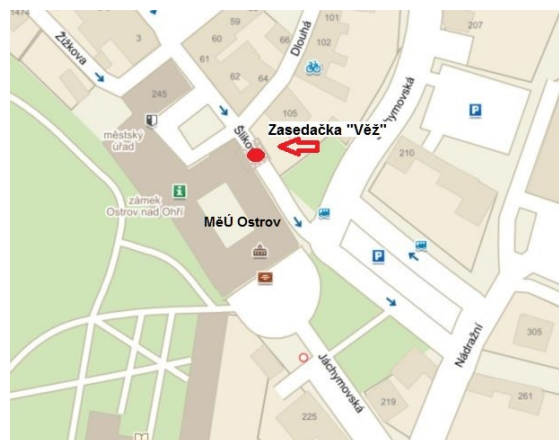 59
60
61
62
3
66
64
101
102
207
Žižkova
Dlouhá
245
105
Jáchymovská
210
P
Zasedačka "Věž"
Šlikova
městský
úřad
i
zámek
Ostrov nad Ohří
MěÚ Ostrov
P
Nádražní
305
Jáchymovská
219
261
225